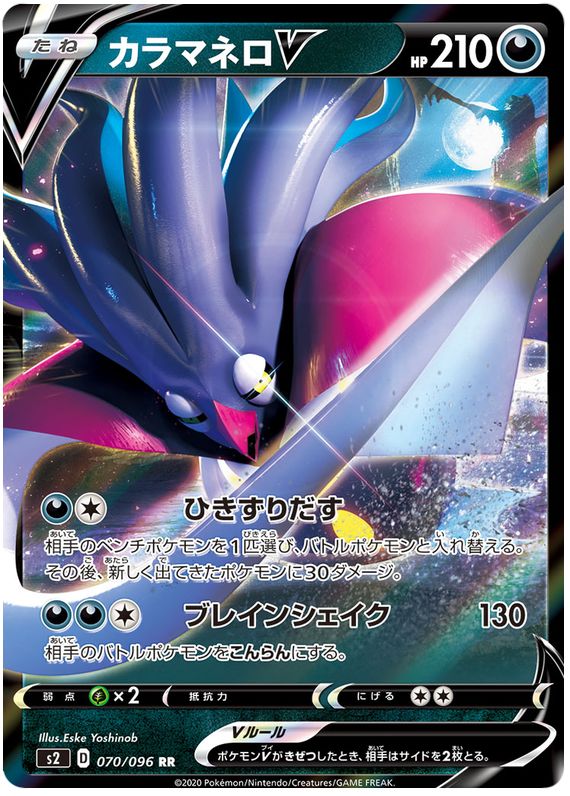 たね カラマネロV HP210
ひきずりだす
相手のベンチポケモンを1匹選び、バトルポケモンと入れ替える。
その後、新しく出てきたポケモンに30ダメージ。
ブレインシェイク 130
相手のバトルポケモンをこんらんにする。
弱点 ×2 抵抗力 にげる
Illus.Eske Yoshinob
Vルール
ポケモンVがきぜつしたとき、相手はサイドを2枚とる。
s2 D 070/096 RR
©2020 Pokémon/Nintendo/Creatures/GAME FREAK.